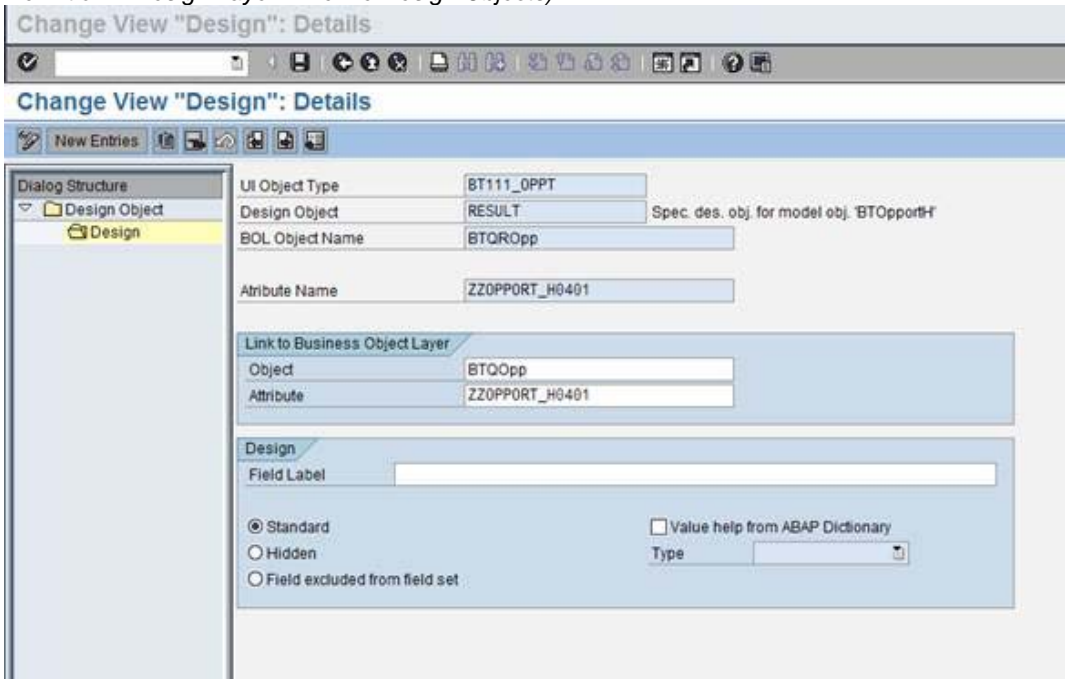 Change View "Design": Details
Change View "Design": Details
New Entries
Dialog Structure
Design Object
Design
UI Object Type BT111_OPPT
Design Object RESULT Spec. des. obj. for model obj. 'BTOpportH'
BOL Object Name BTQROpp
Atribute Name ZZOPPORT_H0401
Link to Business Object Layer
Object BTQOpp
Attribute ZZOPPORT_H0401
Design
Field Label
Standard Value help from ABAP Dictionary
Hidden Type
Field excluded from field set